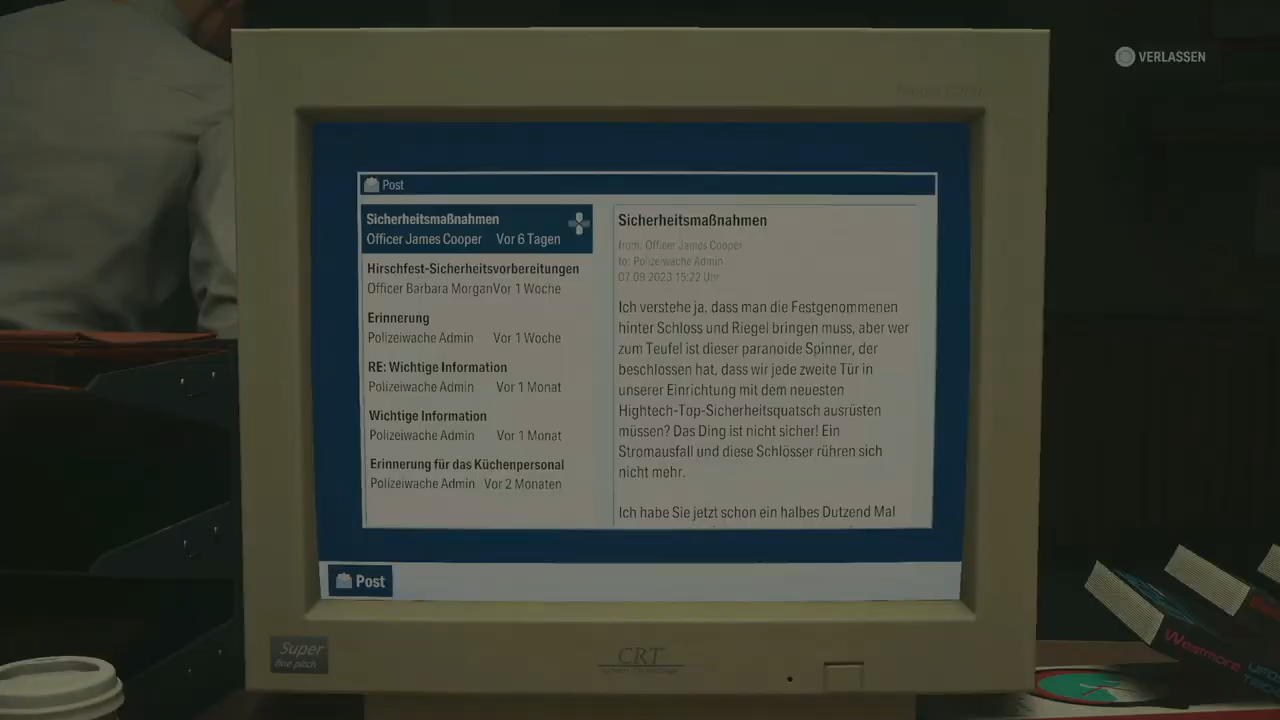 VERLASSEN
Post
Sicherheitsmaßnahmen
Officer James Cooper Vor 6 Tagen
Hirschfest-Sicherheitsvorbereitungen
Officer Barbara MorganVor 1 Woche
Erinnerung
Polizeiwache Admin Vor 1 Woche
RE: Wichtige Information
Polizeiwache Admin Vor 1 Monat
Wichtige Information
Polizeiwache Admin Vor 1 Monat
Erinnerung für das Küchenpersonal
Polizeiwache Admin Vor 2 Monaten
Sicherheitsmaßnahmen
from: Officer James Cooper
to: Polizeiwache Admin
07.09.2023 15:22 Uhr
Ich verstehe ja, dass man die Festgenommenen
hinter Schloss und Riegel bringen muss, aber wer
zum Teufel ist dieser paranoide Spinner, der
beschlossen hat, dass wir jede zweite Tür in
unserer Einrichtung mit dem neuesten
Hightech-Top-Sicherheitsquatsch ausrüsten
müssen? Das Ding ist nicht sicher! Ein
Stromausfall und diese Schlösser rühren sich
nicht mehr.
Ich habe Sie jetzt schon ein halbes Dutzend Mal
Post
Super
fine pitch
CRT
Westmore